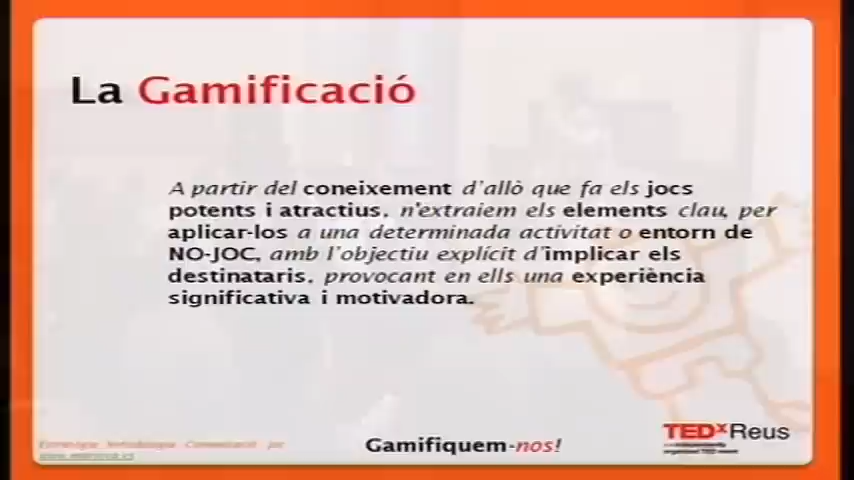 La Gamificació
A partir del coneixement d'allò que fa els jocs
potents i atractius, n'extraiem els elements clau, per
aplicar-los a una determinada activitat o entorn de
NO-JOC, amb l'objectiu explícit d'implicar els
destinataris, provocant en ells una experiència
significativa i motivadora.
Gamifiquem-nos!
TEDxReus